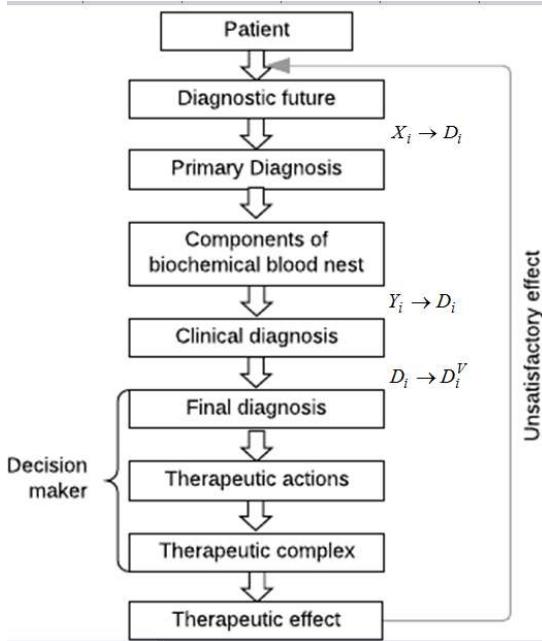 Patient
Diagnostic future
X_i → D_i
Primary Diagnosis
Components of
biochemical blood nest
Y_i → D_i
Clinical diagnosis
D_i → D_i^V
Final diagnosis
Decision
maker
Therapeutic actions
Therapeutic complex
Therapeutic effect
Unsatisfactory effect